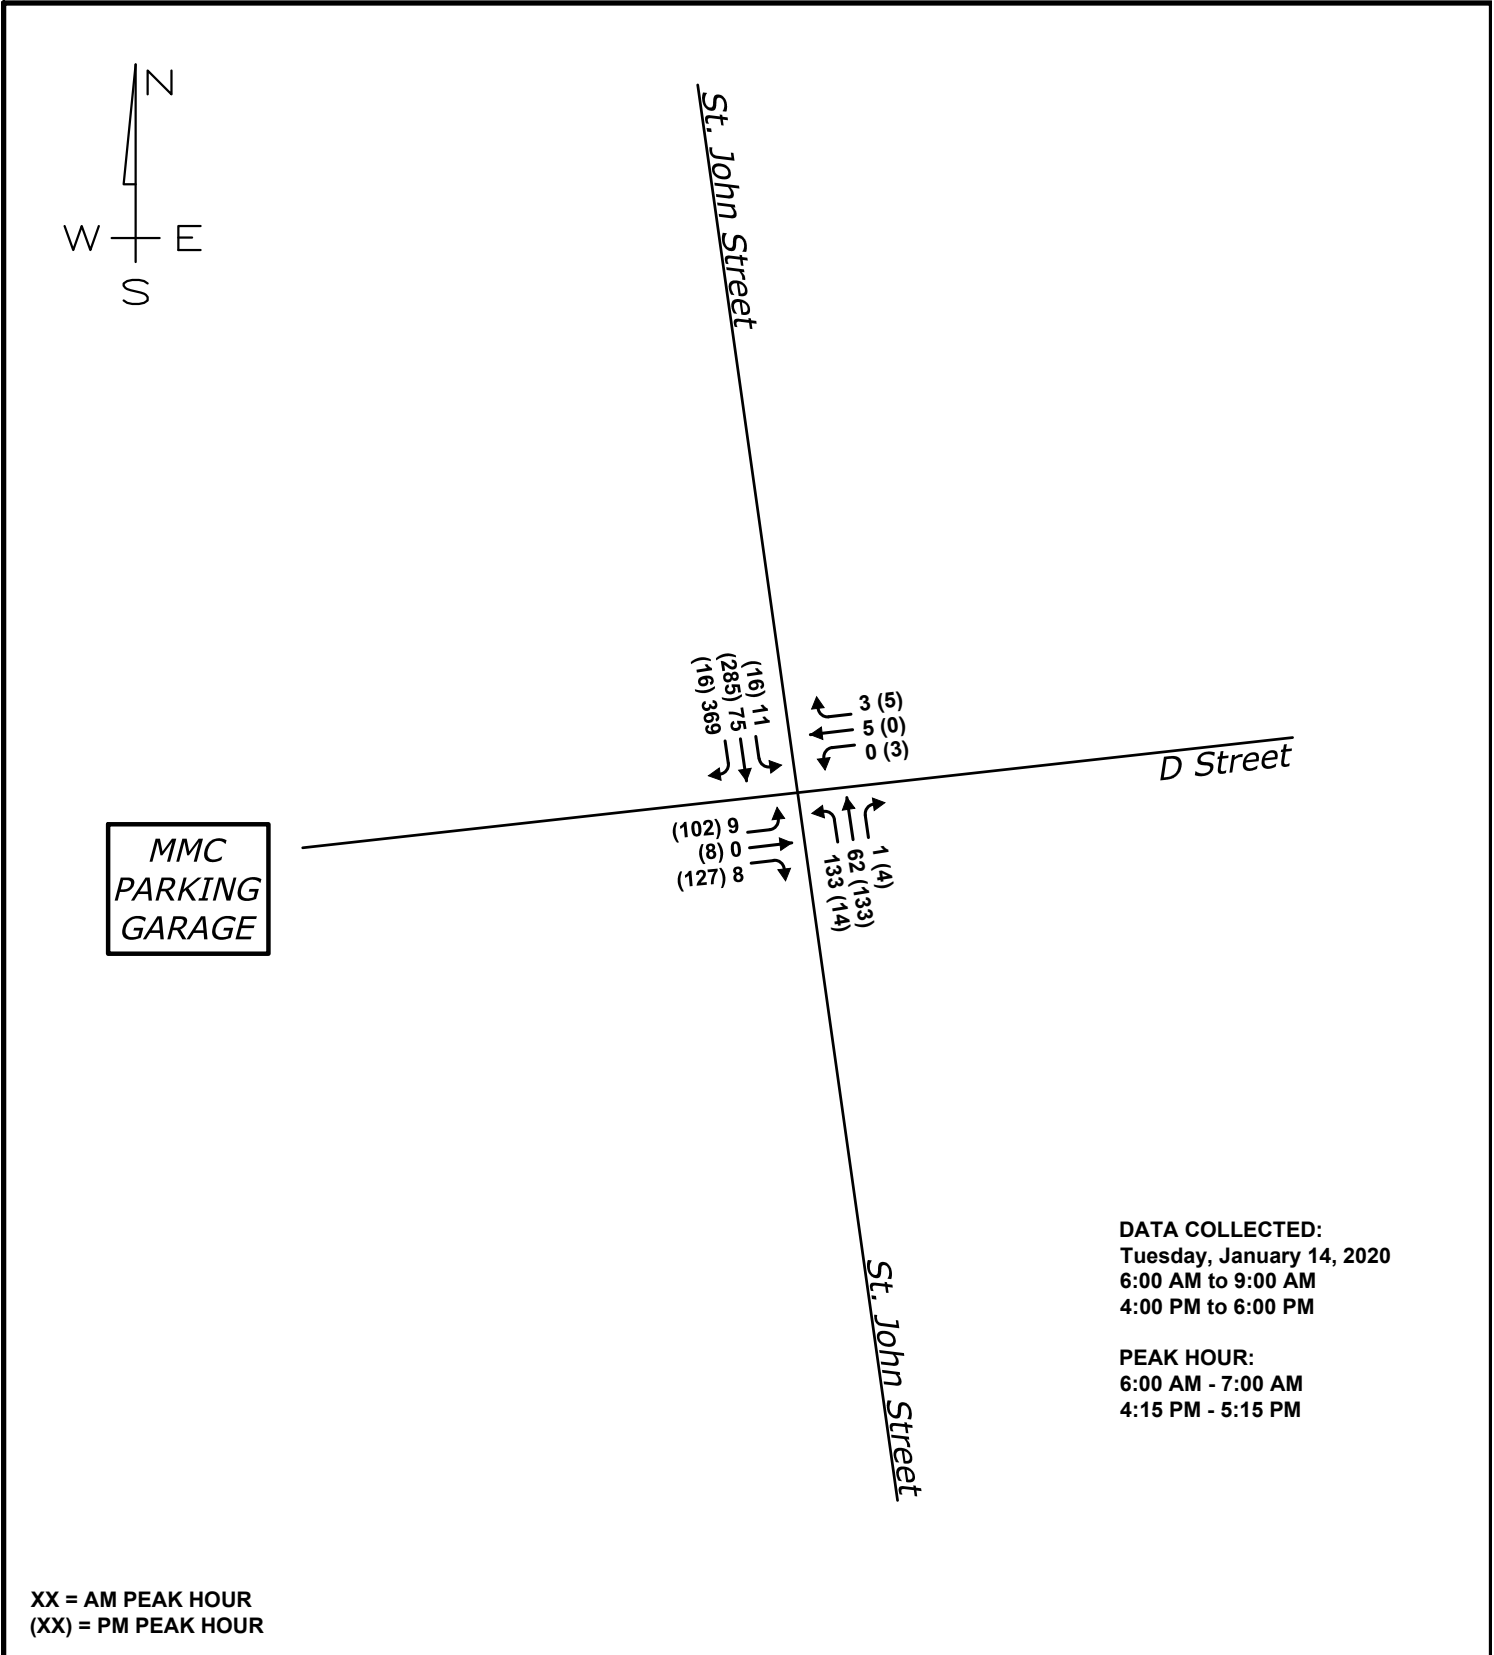 N
W E
S
St. John Street
(16) 11
(285) 75
(16) 369
3 (5)
5 (0)
0 (3)
D Street
MMC
PARKING
GARAGE
(102) 9
(8) 0
(127) 8
1 (4)
62 (133)
133 (14)
St. John Street
DATA COLLECTED:
Tuesday, January 14, 2020
6:00 AM to 9:00 AM
4:00 PM to 6:00 PM
PEAK HOUR:
6:00 AM - 7:00 AM
4:15 PM - 5:15 PM
XX = AM PEAK HOUR
(XX) = PM PEAK HOUR